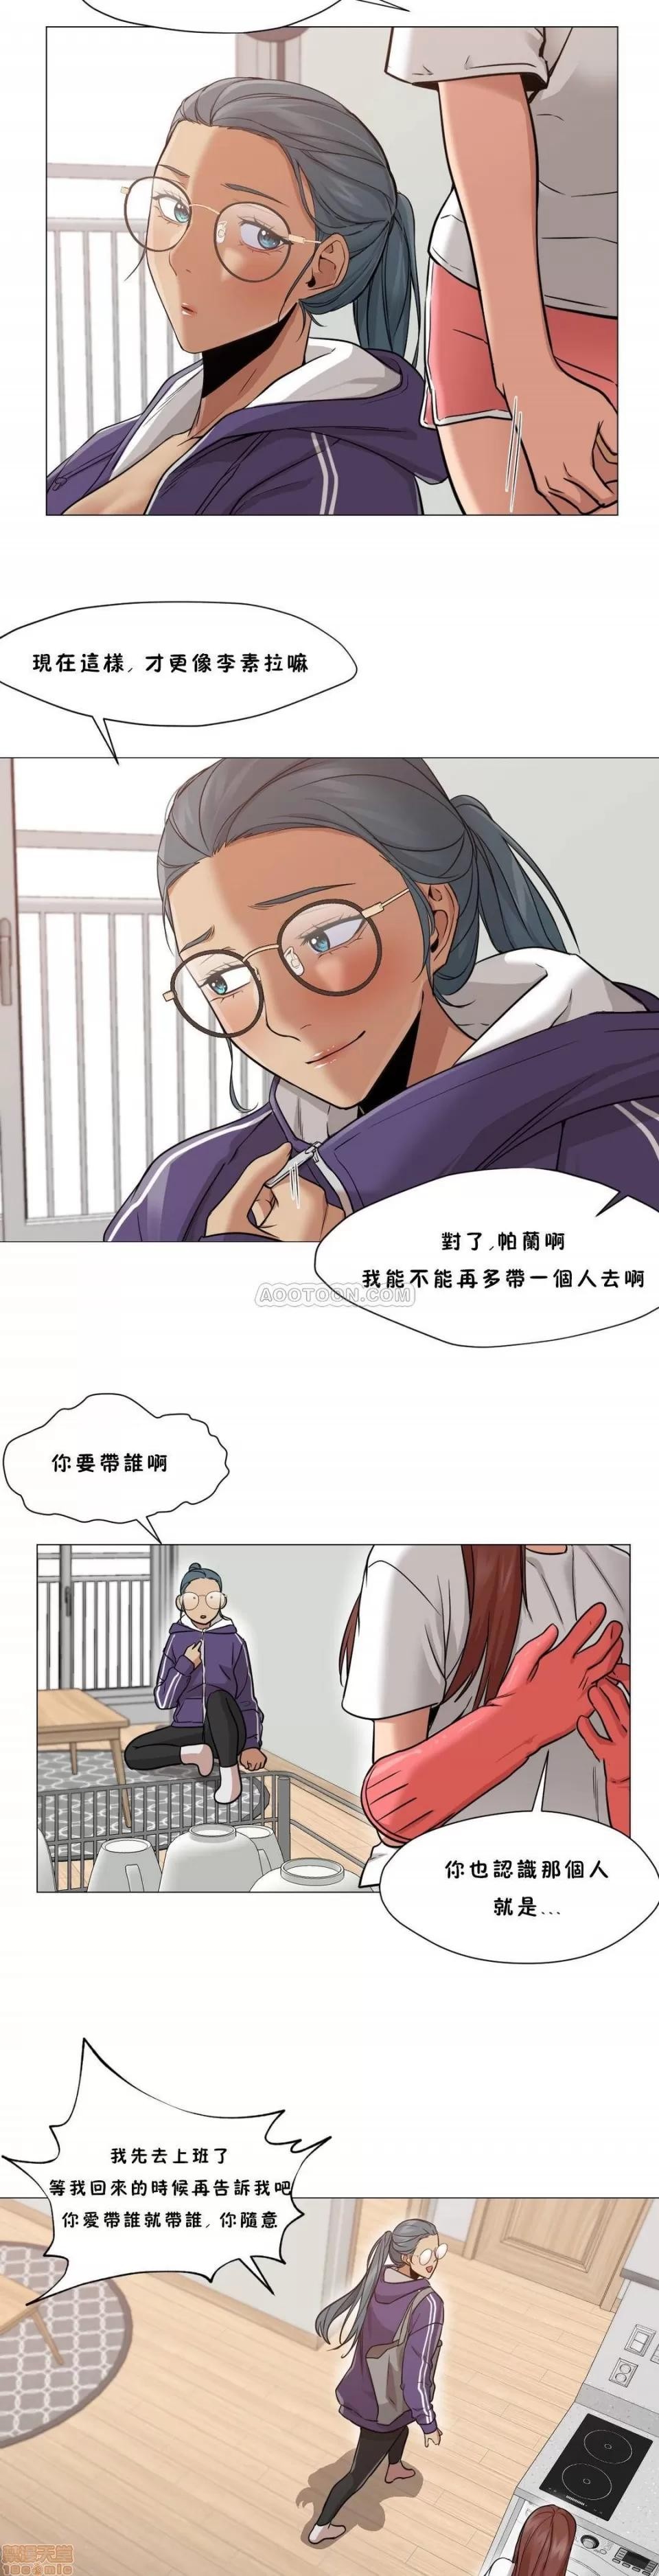 現在這樣, 才更像李素拉嘛
對了,帕蘭啊
我能不能再多帶一個人去啊
AOOTOON.COM
你要帶誰啊
你也認識那個人
就是...
我先去上班了
等我回來的時候再告訴我吧
你愛帶誰就帶誰, 你隨意